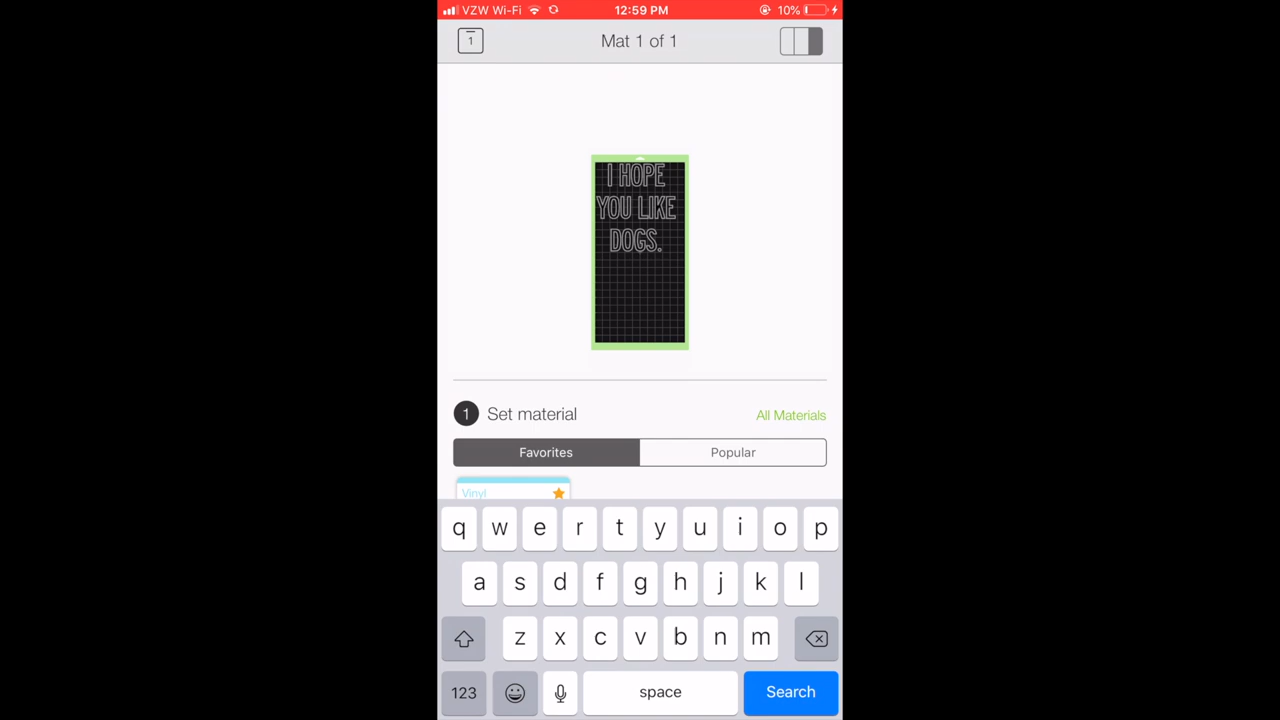 VZW Wi-Fi 12:59 PM 10%
1 Mat 1 of 1
I HOPE
YOU LIKE
DOGS.
1 Set material All Materials
Favorites Popular
Vinyl
q w e r t y u i o p
a s d f g h j k l
z x c v b n m
123 space Search